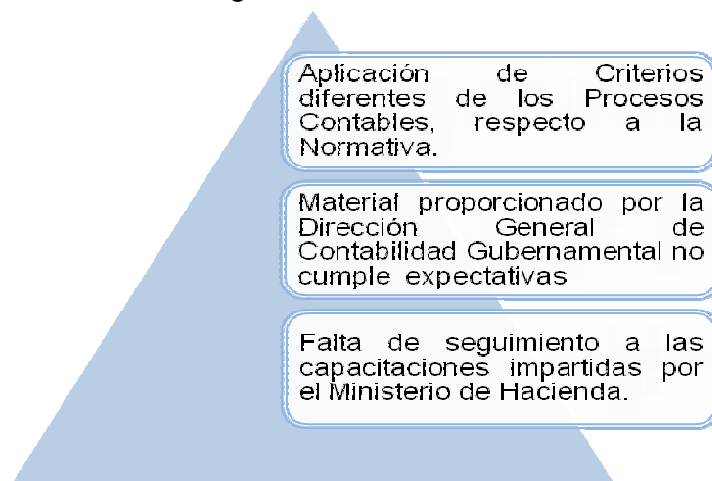 Aplicación de Criterios
diferentes de los Procesos
Contables, respecto a la
Normativa.
Material proporcionado por la
Dirección General de
Contabilidad Gubernamental no
cumple expectativas
Falta de seguimiento a las
capacitaciones impartidas por
el Ministerio de Hacienda.